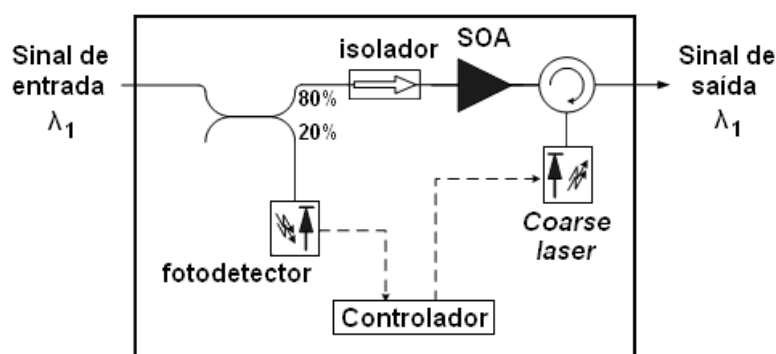 Sinal de
entrada
λ1
isolador
SOA
80%
20%
Sinal de
saída
λ1
fotodetector
Coarse
laser
Controlador